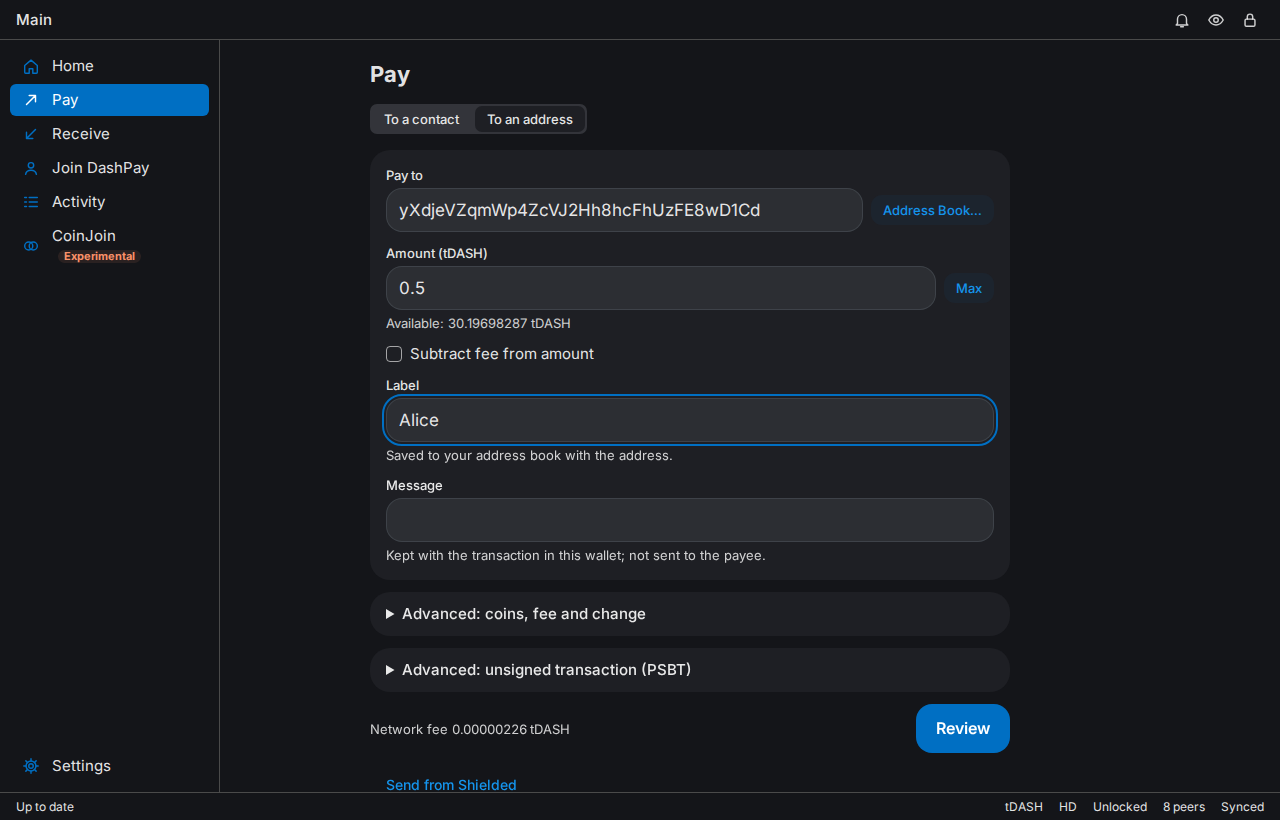 Main
Home
Pay
Receive
Join DashPay
Activity
CoinJoin
Experimental
Settings
Pay
To a contact
To an address
Pay to
yXdjeVZqmWp4ZcVJ2Hh8hcFhUzFE8wD1Cd
Address Book...
Amount (tDASH)
0.5
Max
Available: 30.19698287 tDASH
Subtract fee from amount
Label
Alice
Saved to your address book with the address.
Message
Kept with the transaction in this wallet; not sent to the payee.
Advanced: coins, fee and change
Advanced: unsigned transaction (PSBT)
Network fee 0.00000226 tDASH
Review
Send from Shielded
Up to date
tDASH
HD
Unlocked
8 peers
Synced